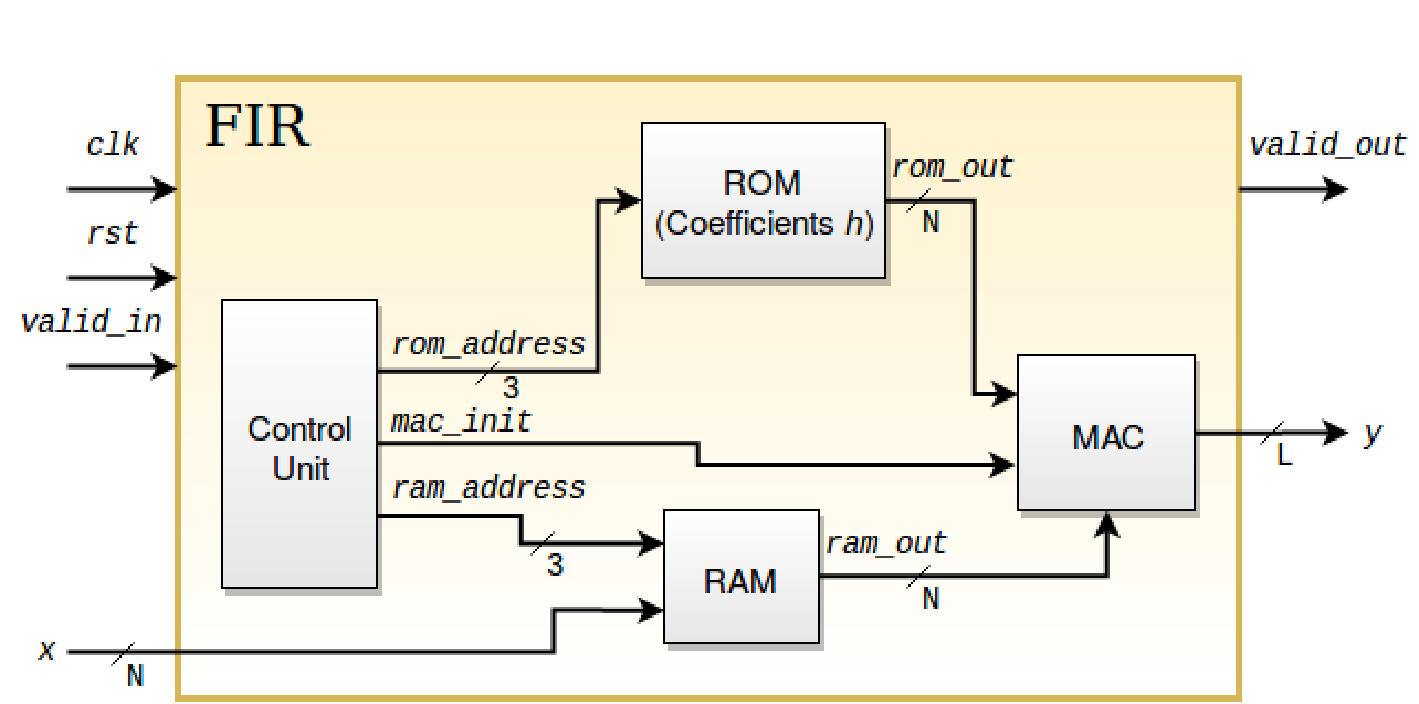 FIR
clk
rst
valid_in
x
N
Control
Unit
rom_address
3
mac_init
ram_address
3
ROM
(Coefficients h)
rom_out
N
RAM
ram_out
N
MAC
valid_out
y
L